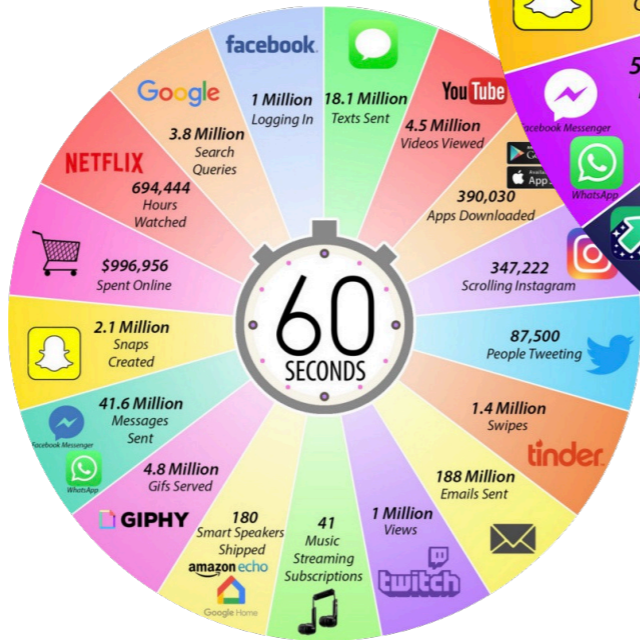 facebook
1 Million
Logging In
18.1 Million
Texts Sent
You Tube
4.5 Million
Videos Viewed
390,030
Apps Downloaded
347,222
Scrolling Instagram
87,500
People Tweeting
1.4 Million
Swipes
tinder
188 Million
Emails Sent
1 Million
Views
twitch
41
Music
Streaming
Subscriptions
180
Smart Speakers
Shipped
amazon echo
Google Home
4.8 Million
Gifs Served
GIPHY
41.6 Million
Messages
Sent
Facebook Messenger
WhatsApp
2.1 Million
Snaps
Created
$996,956
Spent Online
NETFLIX
694,444
Hours
Watched
Google
3.8 Million
Search
Queries
60
SECONDS
5
Facebook Messenger
WhatsApp